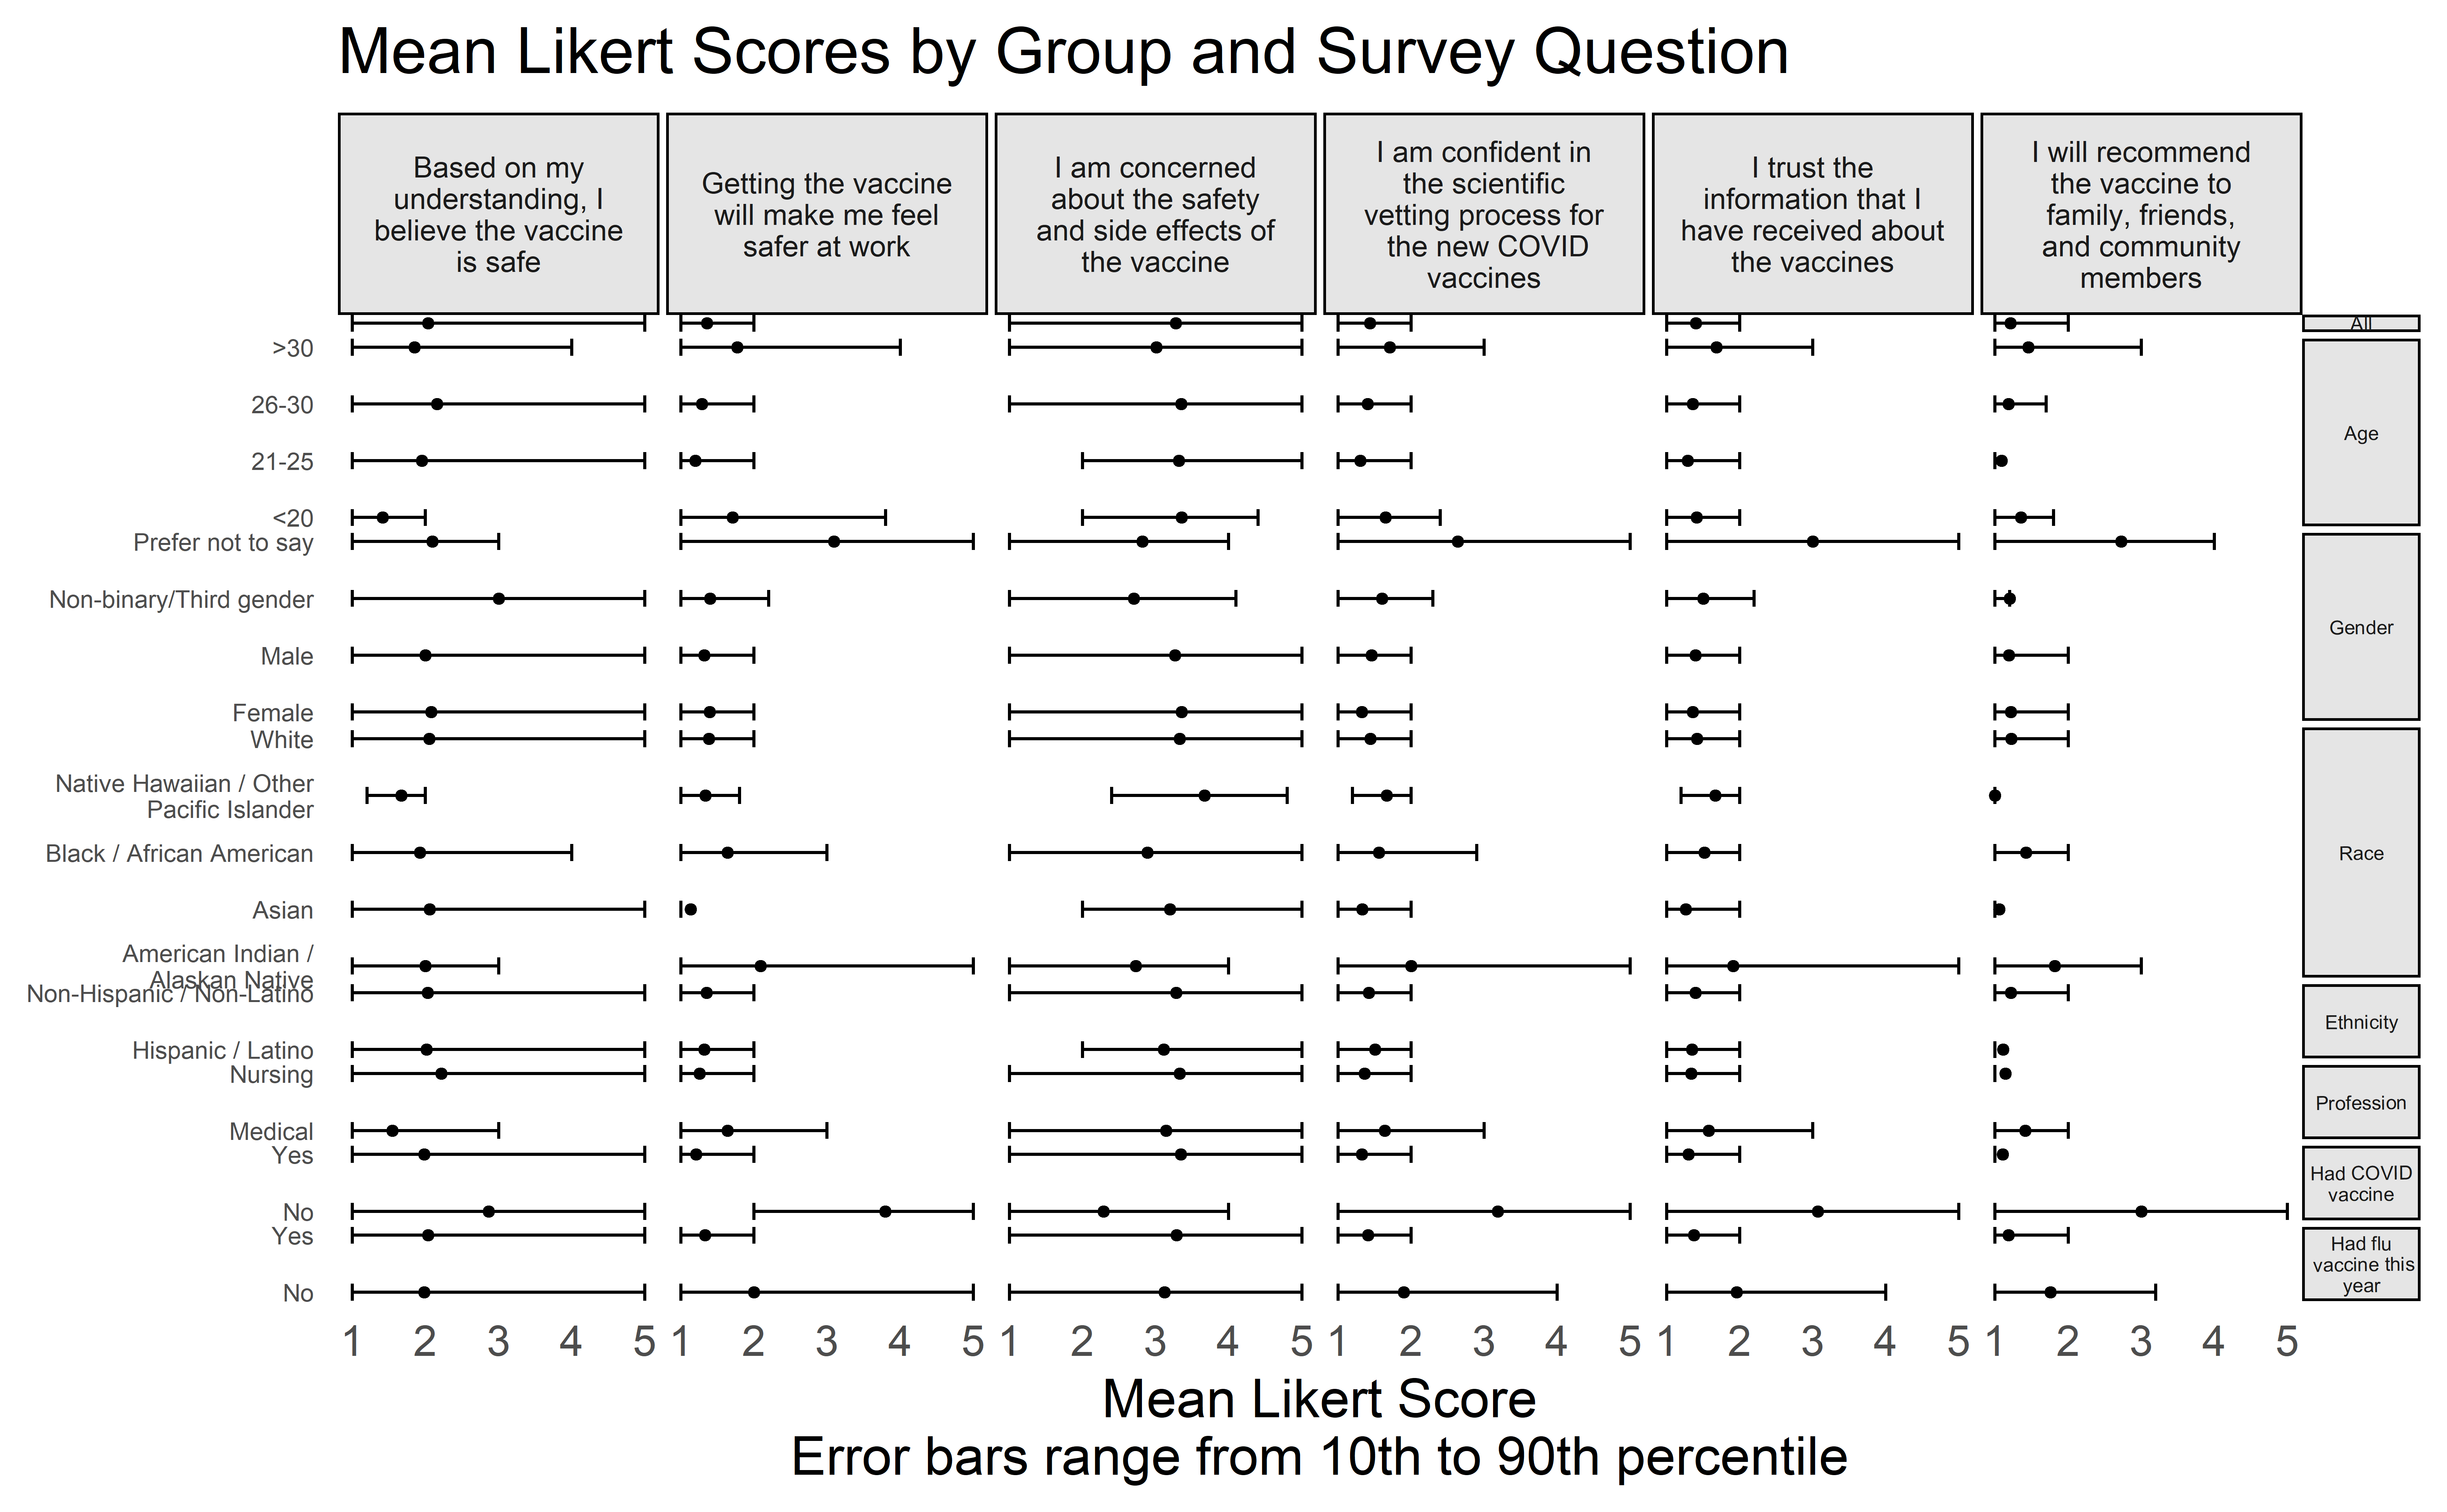 Mean Likert Scores by Group and Survey Question
Based on my
understanding, I
believe the vaccine
is safe
Getting the vaccine
will make me feel
safer at work
I am concerned
about the safety
and side effects of
the vaccine
I am confident in
the scientific
vetting process for
the new COVID
vaccines
I trust the
information that I
have received about
the vaccines
I will recommend
the vaccine to
family, friends,
and community
members
All
>30
26-30
21-25
<20
Age
Prefer not to say
Non-binary/Third gender
Male
Female
Gender
White
Native Hawaiian / Other
Pacific Islander
Black / African American
Asian
American Indian /
Alaskan Native
Race
Non-Hispanic / Non-Latino
Hispanic / Latino
Ethnicity
Nursing
Medical
Profession
Yes
No
Had COVID
vaccine
Yes
No
Had flu
vaccine this
year
1 2 3 4 5 1 2 3 4 5 1 2 3 4 5 1 2 3 4 5 1 2 3 4 5 1 2 3 4 5
Mean Likert Score
Error bars range from 10th to 90th percentile